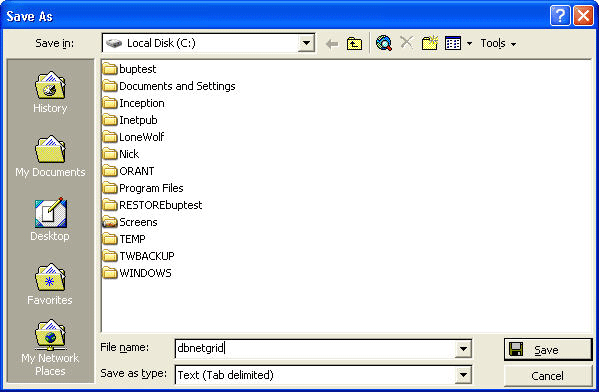 Save As
Save in:
Local Disk (C:)
Tools
History
My Documents
Desktop
Favorites
My Network
Places
buptest
Documents and Settings
Inception
Inetpub
LoneWolf
Nick
ORANT
Program Files
RESTOREbuptest
Screens
TEMP
TWBACKUP
WINDOWS
File name:
dbnetgrid
Save
Save as type:
Text (Tab delimited)
Cancel